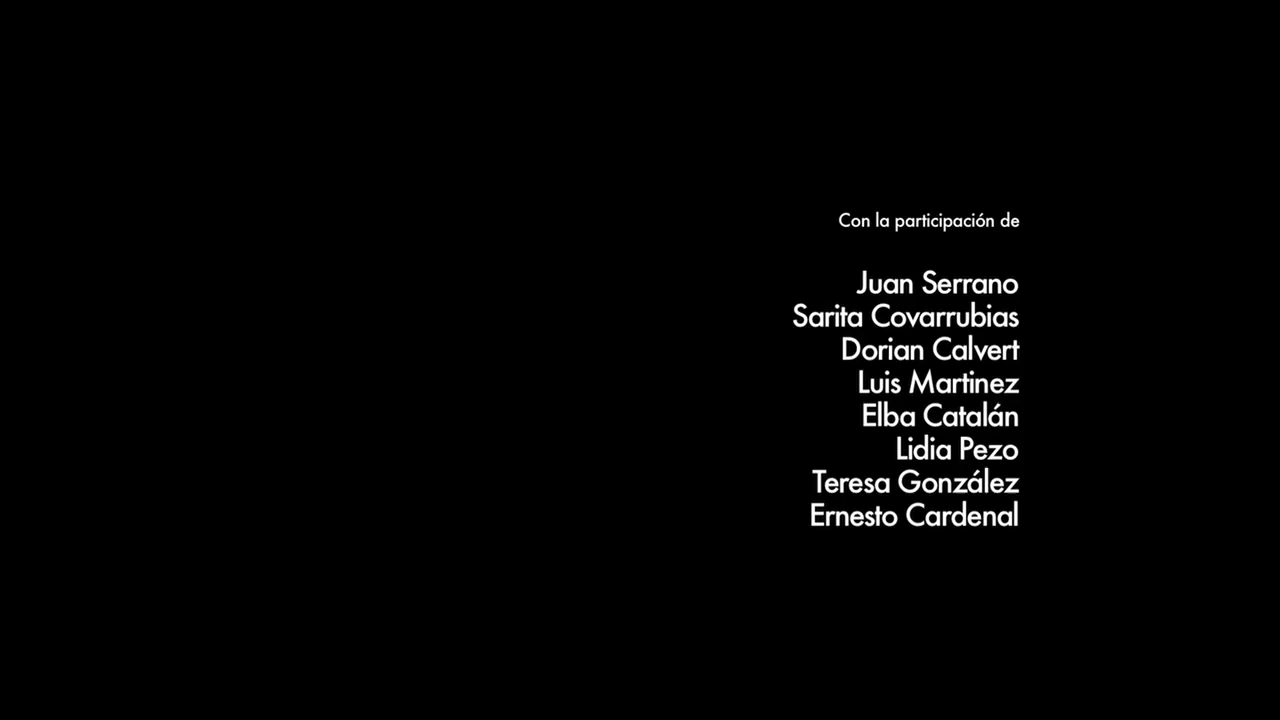 Con la participación de
Juan Serrano
Sarita Covarrubias
Dorian Calvert
Luis Martinez
Elba Catalán
Lidia Pezo
Teresa González
Ernesto Cardenal